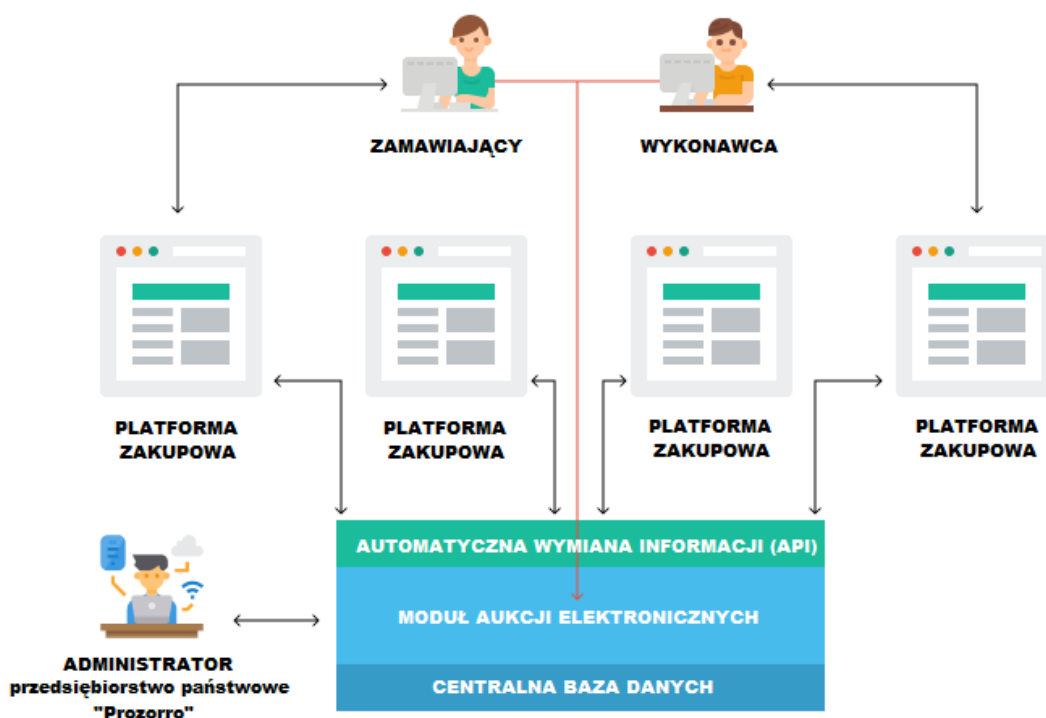 ZAMAWIAJĄCY
WYKONAWCA
PLATFORMA
ZAKUPOWA
PLATFORMA
ZAKUPOWA
PLATFORMA
ZAKUPOWA
PLATFORMA
ZAKUPOWA
AUTOMATYCZNA WYMIANA INFORMACJI (API)
MODUŁ AUKCJI ELEKTRONICZNYCH
CENTRALNA BAZA DANYCH
ADMINISTRATOR
przedsiębiorstwo państwowe
"Prozorro"